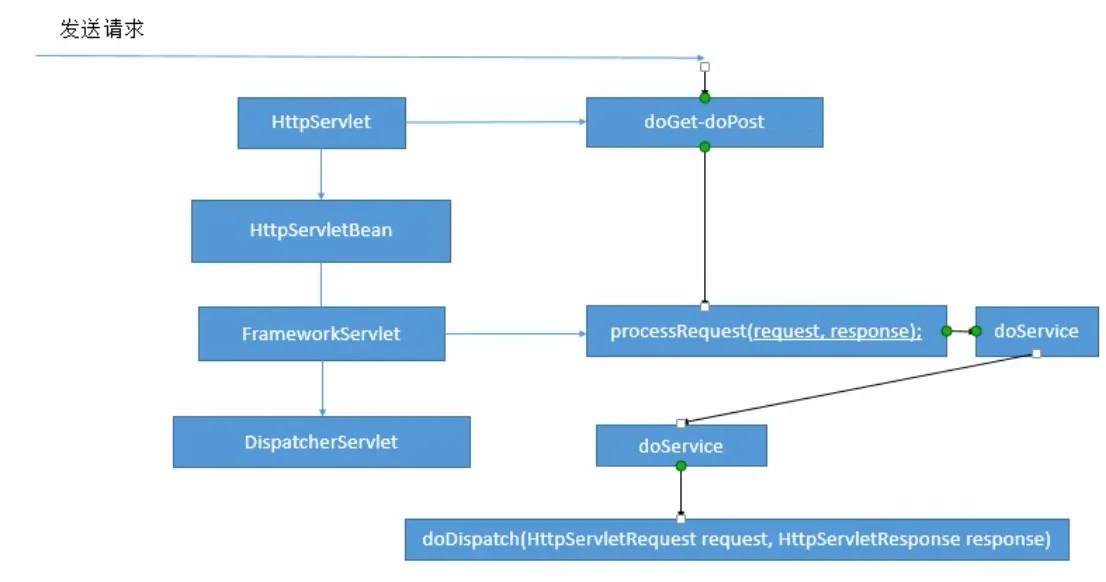 发送请求
HttpServlet
doGet-doPost
HttpServletBean
FrameworkServlet
processRequest(request, response);
doService
DispatcherServlet
doService
doDispatch(HttpServletRequest request, HttpServletResponse response)